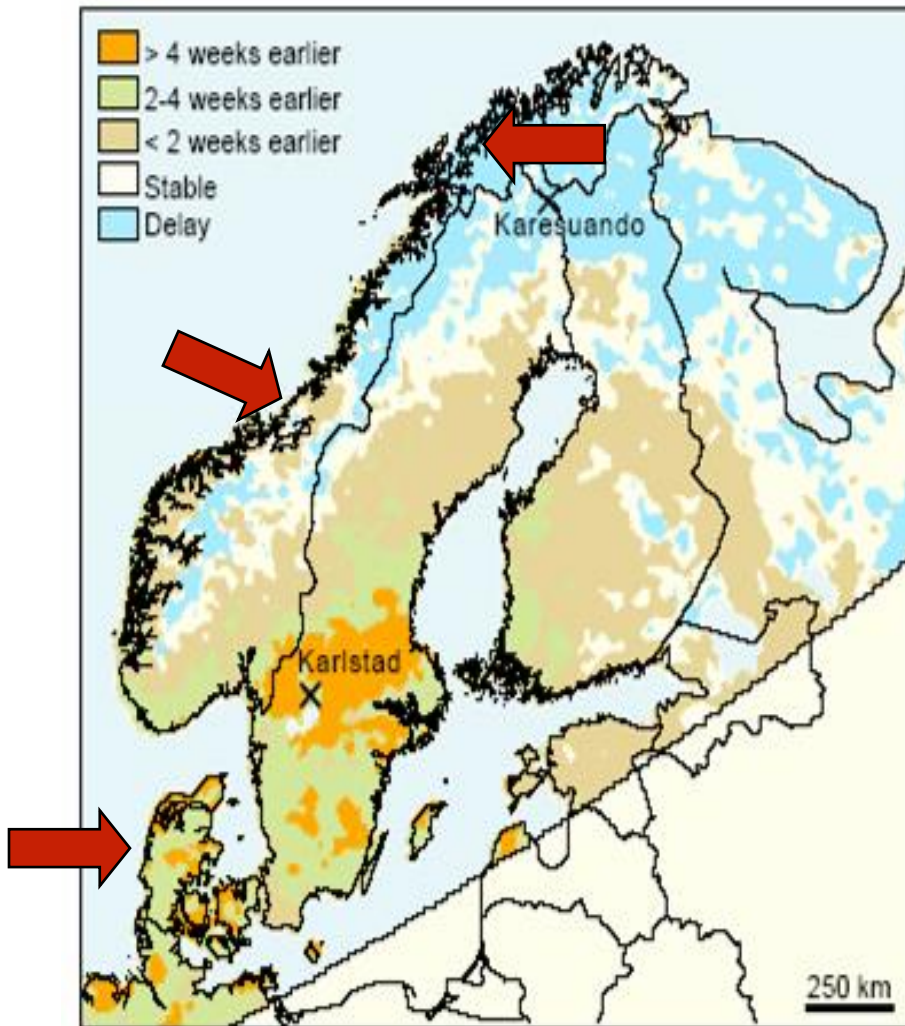 > 4 weeks earlier
2-4 weeks earlier
< 2 weeks earlier
Stable
Delay
Karesuando
Karlstad
250 km